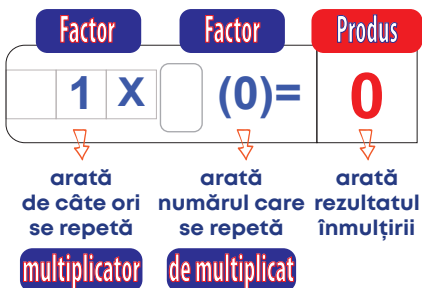 Factor Factor Produs
1 X (0)= 0
arată arată arată
de câte ori numărul care rezultatul
se repetă se repetă înmulțirii
multiplicator de multiplicat